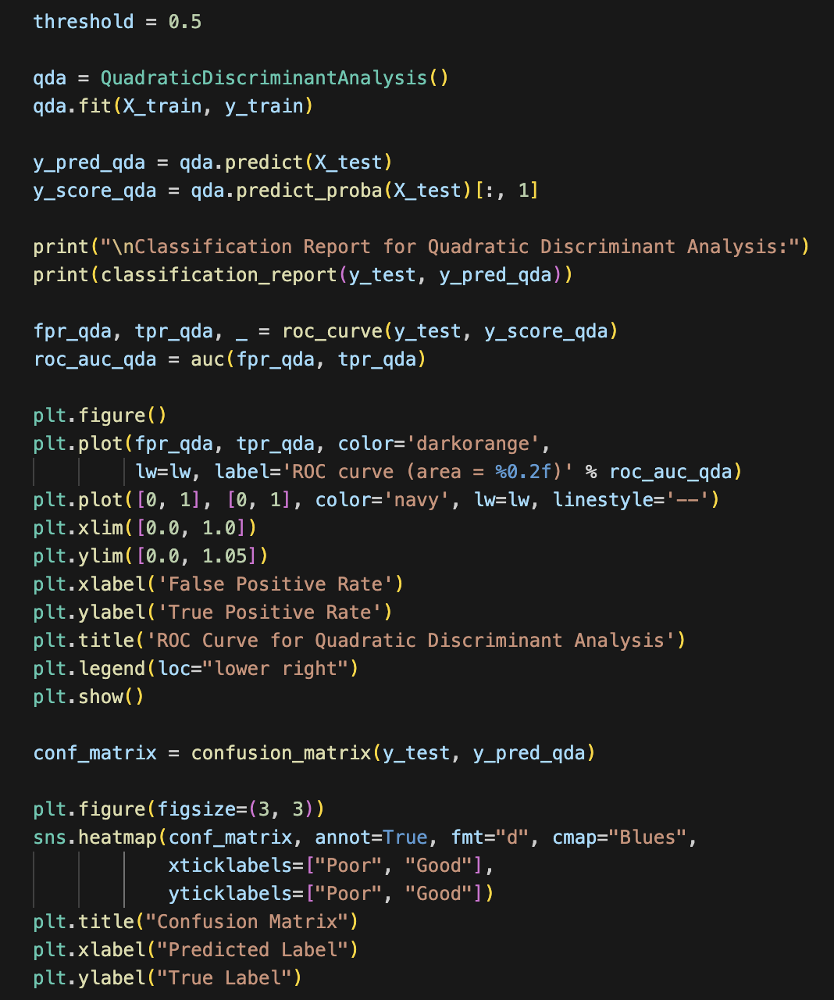 threshold = 0.5

qda = QuadraticDiscriminantAnalysis()
qda.fit(X_train, y_train)

y_pred_qda = qda.predict(X_test)
y_score_qda = qda.predict_proba(X_test)[:, 1]

print("\nClassification Report for Quadratic Discriminant Analysis:")
print(classification_report(y_test, y_pred_qda))

fpr_qda, tpr_qda, _ = roc_curve(y_test, y_score_qda)
roc_auc_qda = auc(fpr_qda, tpr_qda)

plt.figure()
plt.plot(fpr_qda, tpr_qda, color='darkorange',
         lw=lw, label='ROC curve (area = %0.2f)' % roc_auc_qda)
plt.plot([0, 1], [0, 1], color='navy', lw=lw, linestyle='--')
plt.xlim([0.0, 1.0])
plt.ylim([0.0, 1.05])
plt.xlabel('False Positive Rate')
plt.ylabel('True Positive Rate')
plt.title('ROC Curve for Quadratic Discriminant Analysis')
plt.legend(loc="lower right")
plt.show()

conf_matrix = confusion_matrix(y_test, y_pred_qda)

plt.figure(figsize=(3, 3))
sns.heatmap(conf_matrix, annot=True, fmt="d", cmap="Blues",
            xticklabels=["Poor", "Good"],
            yticklabels=["Poor", "Good"])
plt.title("Confusion Matrix")
plt.xlabel("Predicted Label")
plt.ylabel("True Label")